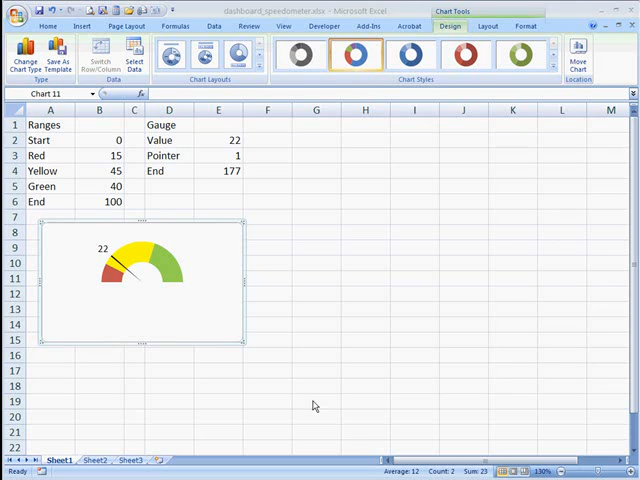 dashboard_speedometer.xlsx - Microsoft Excel
Chart Tools
Home Insert Page Layout Formulas Data Review View Developer Add-Ins Acrobat Design Layout Format
Change Chart Type
Save As Template
Switch Row/Column
Select Data
Move Chart
Type Data Chart Layouts Chart Styles Location
Chart 11 fx
A B C D E F G H I J K L M
1 Ranges Gauge
2 Start 0 Value 22
3 Red 15 Pointer 1
4 Yellow 45 End 177
5 Green 40
6 End 100
7
8
9
22
10
11
12
13
14
15
16
17
18
19
20
21
22
Sheet1 Sheet2 Sheet3
Ready Average: 12 Count: 2 Sum: 23 130%